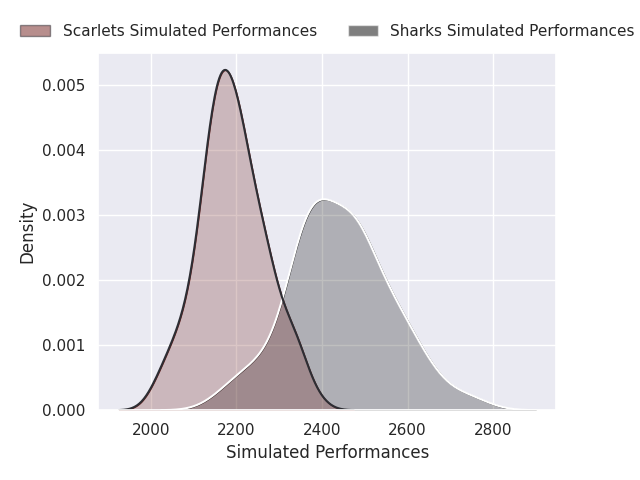 Scarlets Simulated Performances Sharks Simulated Performances
0.005
0.004
0.003
0.002
0.001
0.000
Density
2000 2200 2400 2600 2800
Simulated Performances